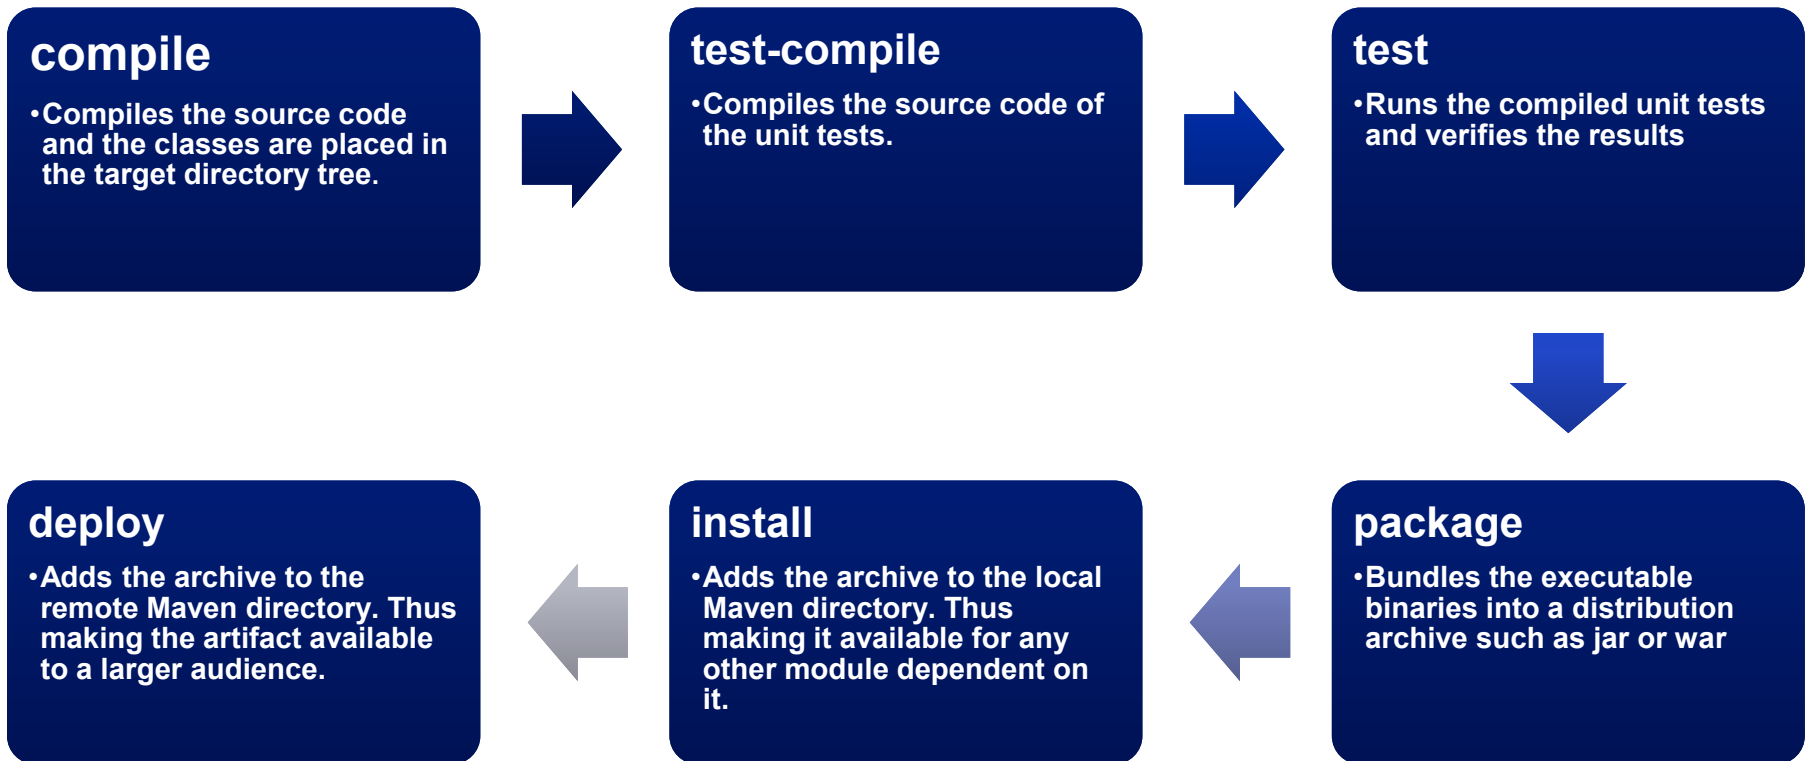 compile
•Compiles the source code
and the classes are placed in
the target directory tree.
test-compile
•Compiles the source code of
the unit tests.
test
•Runs the compiled unit tests
and verifies the results
package
•Bundles the executable
binaries into a distribution
archive such as jar or war
install
•Adds the archive to the local
Maven directory. Thus
making it available for any
other module dependent on
it.
deploy
•Adds the archive to the
remote Maven directory. Thus
making the artifact available
to a larger audience.